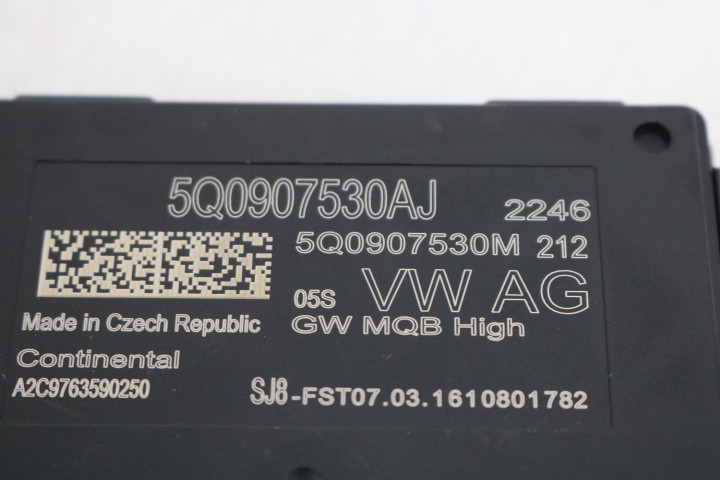 5Q0907530AJ 2246
5Q0907530M 212
05S VW AG
Made in Czech Republic GW MQB High
Continental
A2C9763590250 SJ8-FST07.03.1610801782